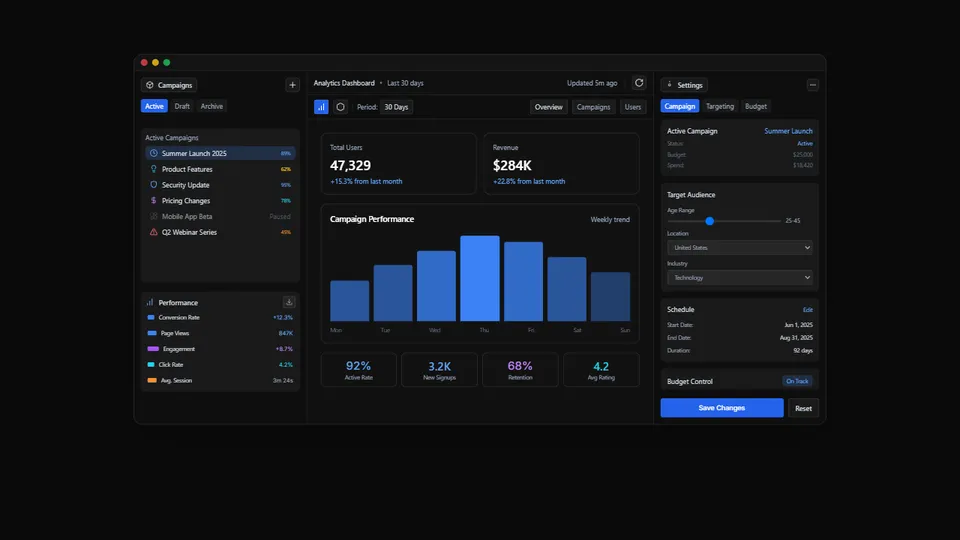 Campaigns
Active Draft Archive
Active Campaigns
Summer Launch 2025 89%
Product Features 62%
Security Update 90%
Pricing Changes 78%
Mobile App Beta Paused
Q2 Webinar Series 45%
Performance
Conversion Rate +12.3%
Page Views 847K
Engagement +8.7%
Click Rate 4.2%
Avg. Session 3m 24s
Analytics Dashboard • Last 30 days Updated 5m ago
Period: 30 Days Overview Campaigns Users
Total Users
47,329
+15.3% from last month
Revenue
$284K
+22.8% from last month
Campaign Performance Weekly trend
Mon Tue Wed Thu Fri Sat Sun
92%
Active Rate
3.2K
New Signups
68%
Retention
4.2
Avg Rating
Settings
Campaign Targeting Budget
Active Campaign Summer Launch
Status: Active
Budget: $25,000
Spend: $18,420
Target Audience
Age Range
25-45
Location
United States
Industry
Technology
Schedule Edit
Start Date: Jun 1, 2025
End Date: Aug 31, 2025
Duration: 92 days
Budget Control On Track
Save Changes Reset